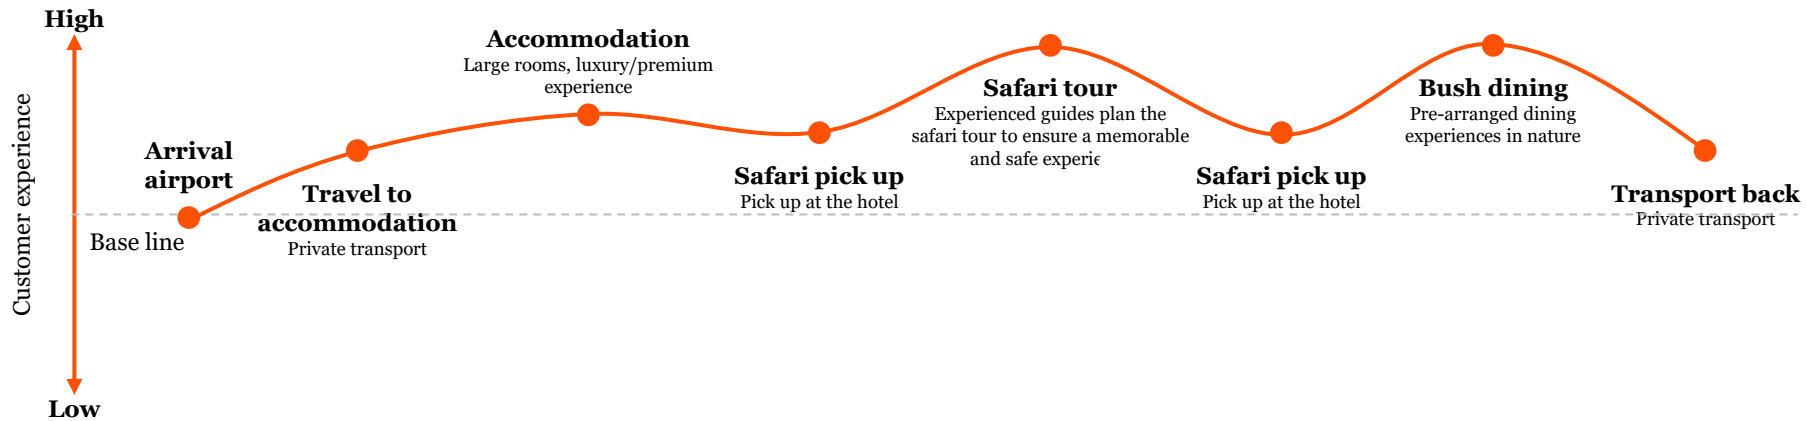 High
Customer experience
Low
Base line
Arrival
airport
Travel to
accommodation
Private transport
Accommodation
Large rooms, luxury/premium
experience
Safari pick up
Pick up at the hotel
Safari tour
Experienced guides plan the
safari tour to ensure a memorable
and safe
Safari pick up
Pick up at the hotel
Bush dining
Pre-arranged dining
experiences in nature
Transport back
Private transport